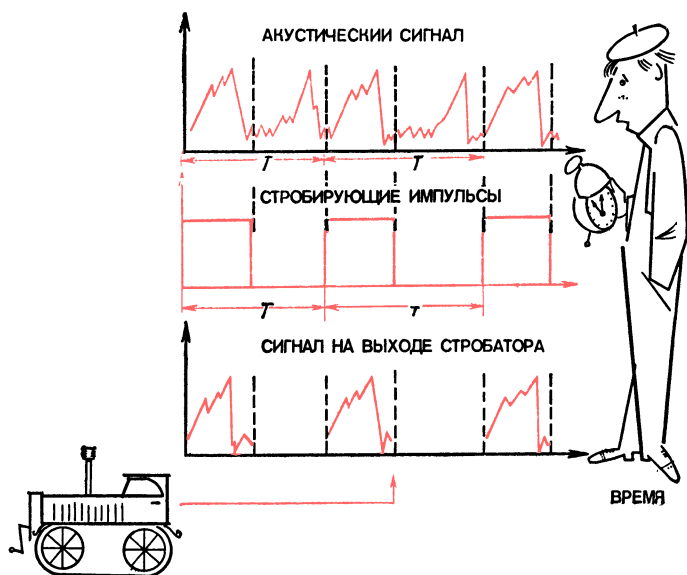 АКУСТИЧЕСКИЙ СИГНАЛ
T T
СТРОБИРУЮЩИЕ ИМПУЛЬСЫ
T T
СИГНАЛ НА ВЫХОДЕ СТРОБАТОРА
ВРЕМЯ